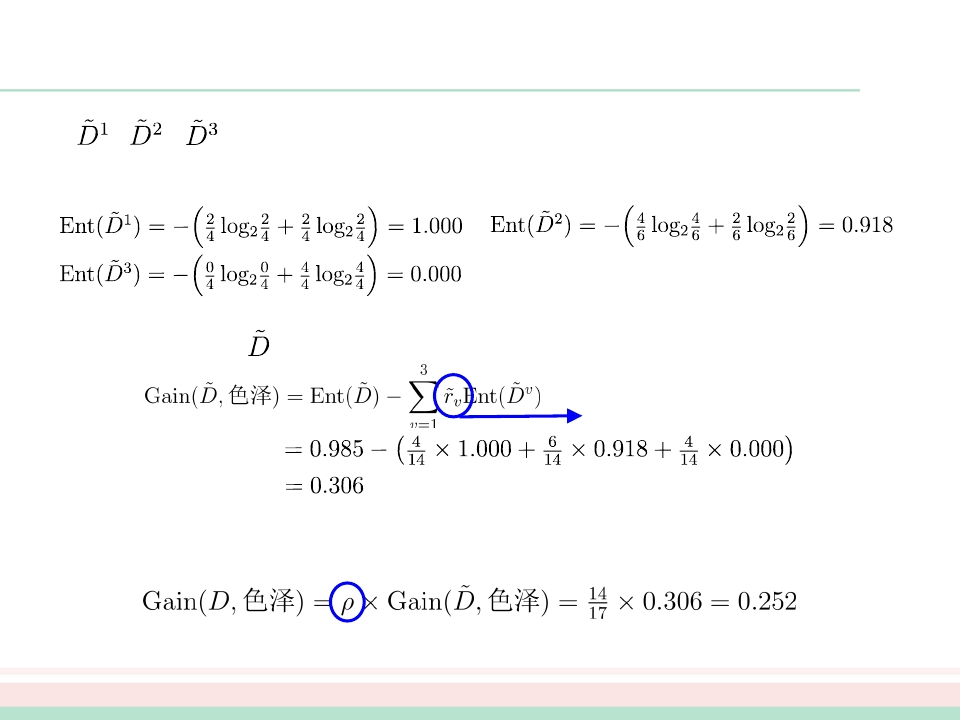 D̃¹ D̃² D̃³
Ent(D̃¹) = −(2/4 log₂ 2/4 + 2/4 log₂ 2/4) = 1.000
Ent(D̃²) = −(4/6 log₂ 4/6 + 2/6 log₂ 2/6) = 0.918
Ent(D̃³) = −(0/4 log₂ 0/4 + 4/4 log₂ 4/4) = 0.000
D̃
Gain(D̃, 色泽) = Ent(D̃) − ∑_{v=1}^{3} r̃ᵥEnt(D̃ᵛ)
= 0.985 − (4/14 × 1.000 + 6/14 × 0.918 + 4/14 × 0.000)
= 0.306
Gain(D, 色泽) = ρ × Gain(D̃, 色泽) = 14/17 × 0.306 = 0.252